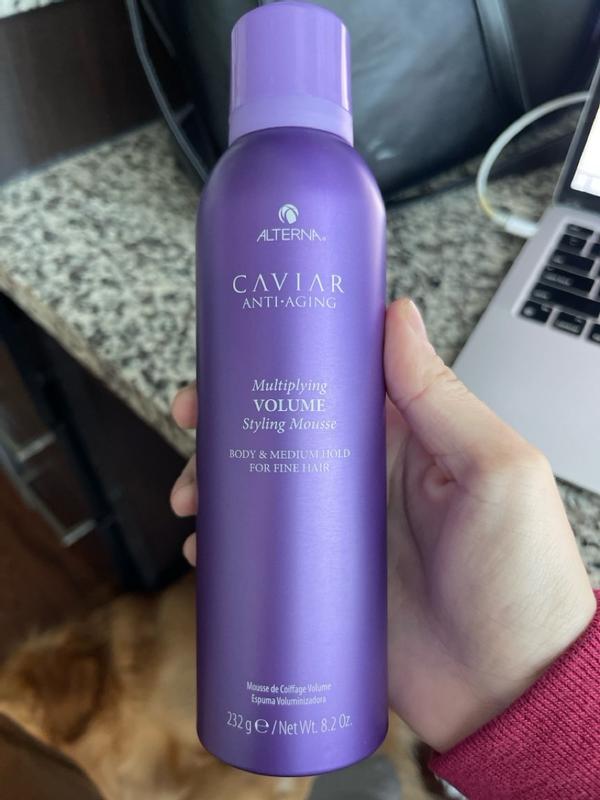 ALTERNA®
CAVIAR
ANTI·AGING
Multiplying
VOLUME
Styling Mousse
BODY & MEDIUM HOLD
FOR FINE HAIR
Mousse de Coiffage Volume
Espuma Voluminizadora
232 g ℮ / Net Wt. 8.2 Oz.